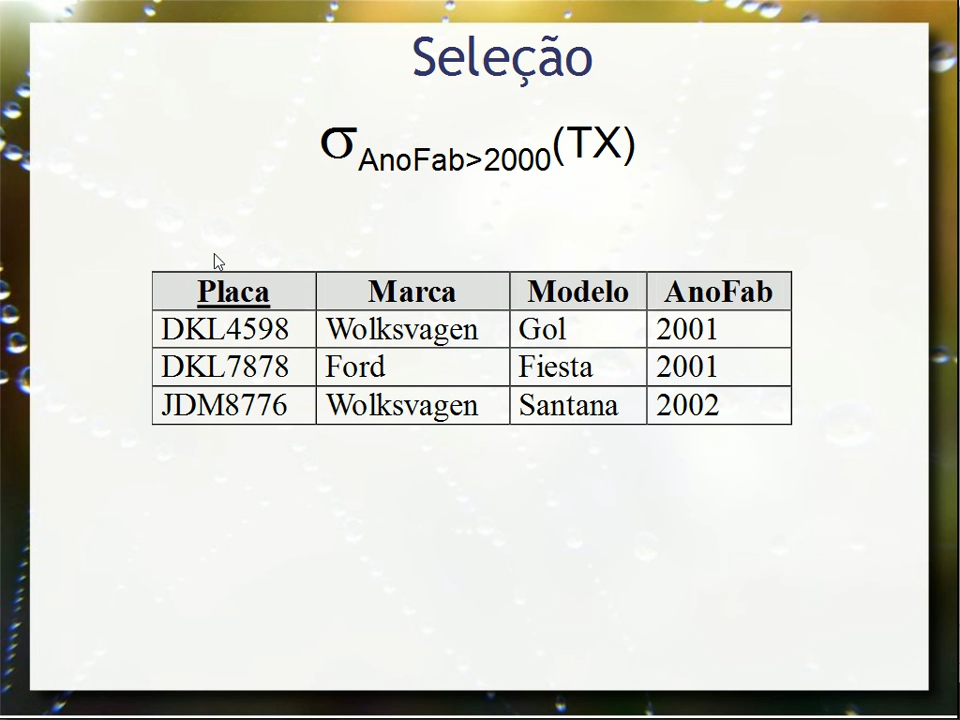 Seleção
σAnoFab>2000(TX)
Placa Marca Modelo AnoFab
DKL4598 Wolksvagen Gol 2001
DKL7878 Ford Fiesta 2001
JDM8776 Wolksvagen Santana 2002